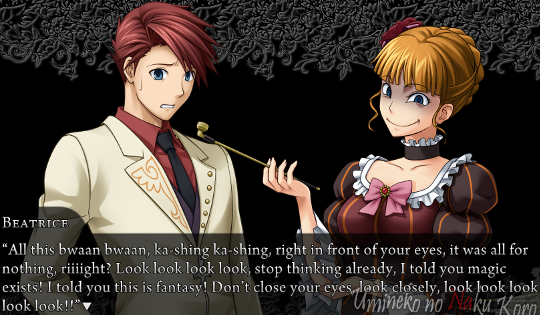 Beatrice
“All this bwaan bwaan, ka-shing ka-shing, right in front of your eyes, it was all for
nothing, riiiight? Look look look look, stop thinking already, I told you magic
exists! I told you this is fantasy! Don’t close your eyes, look closely, look look look
look look!!”
Umineko no Naku Koro